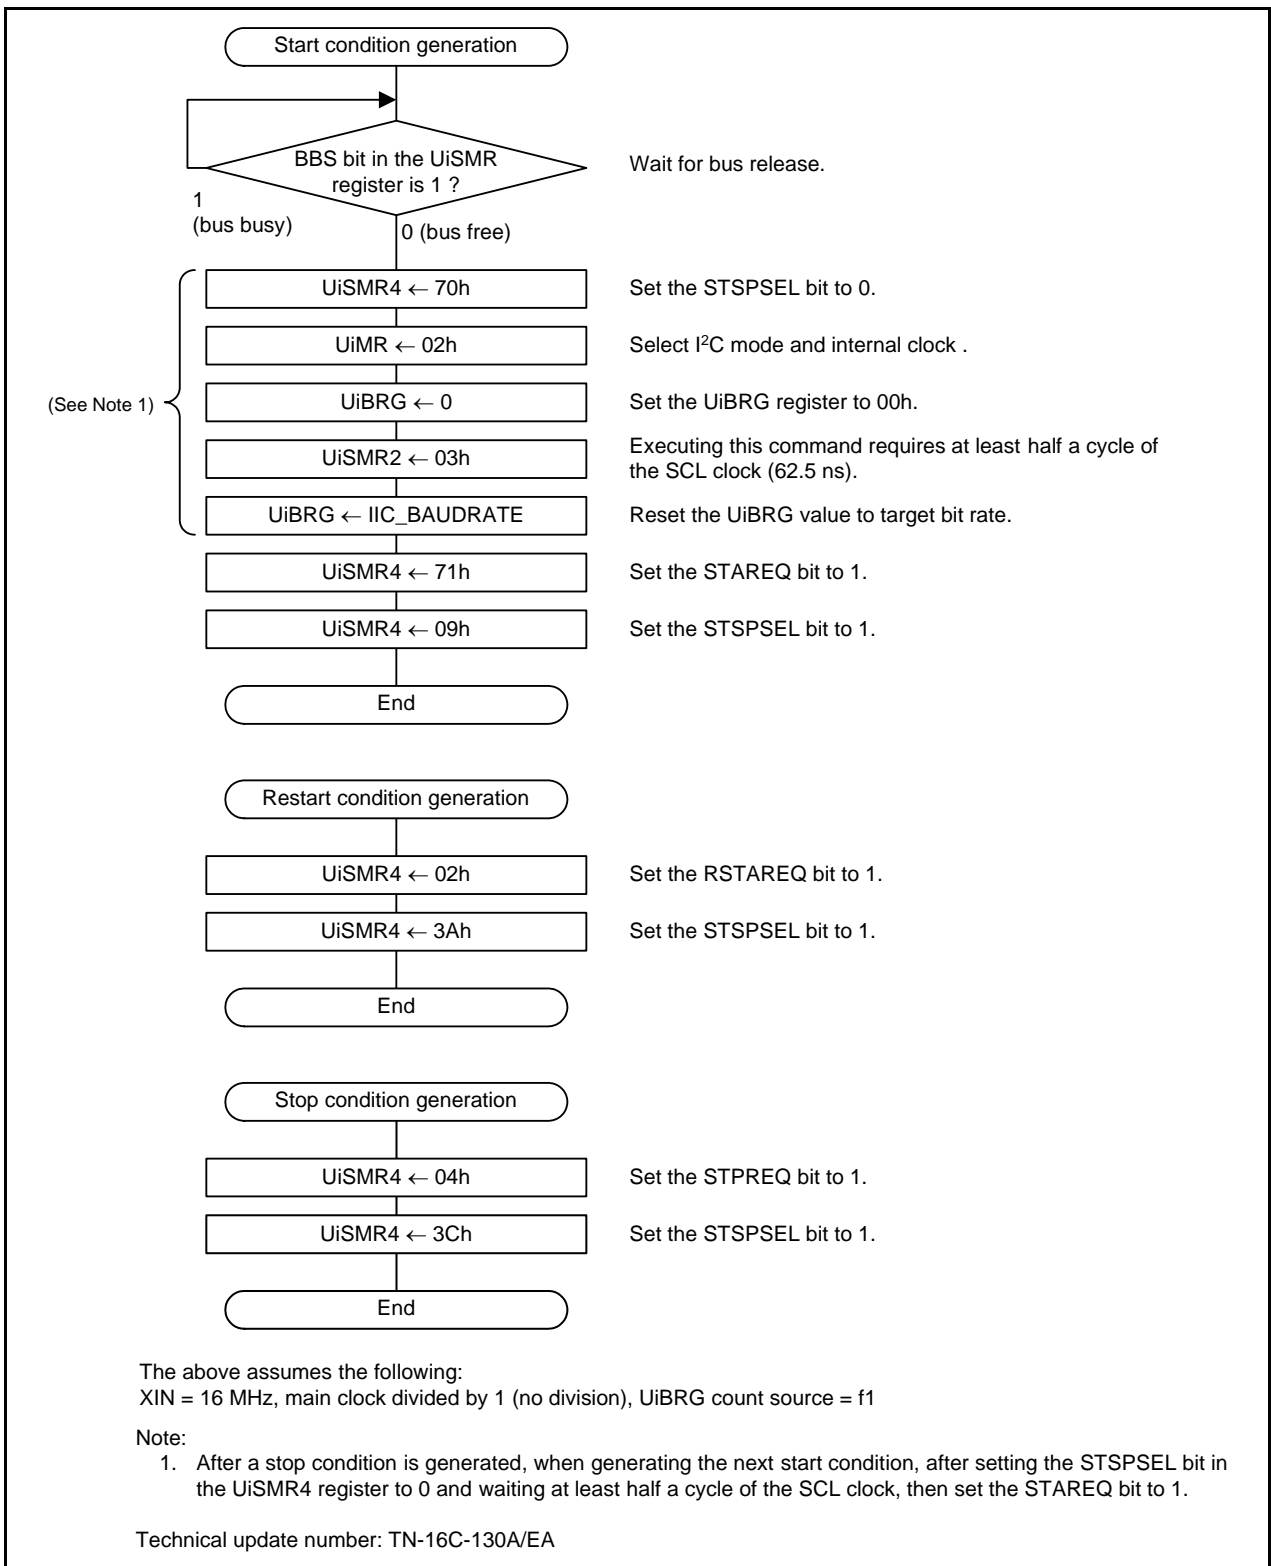 Start condition generation
BBS bit in the UiSMR
register is 1 ?
Wait for bus release.
1
(bus busy)
0 (bus free)
UiSMR4 ← 70h
Set the STSPSEL bit to 0.
UiMR ← 02h
Select I²C mode and internal clock .
(See Note 1)
UiBRG ← 0
Set the UiBRG register to 00h.
UiSMR2 ← 03h
Executing this command requires at least half a cycle of
the SCL clock (62.5 ns).
UiBRG ← IIC_BAUDRATE
Reset the UiBRG value to target bit rate.
UiSMR4 ← 71h
Set the STAREQ bit to 1.
UiSMR4 ← 09h
Set the STSPSEL bit to 1.
End
Restart condition generation
UiSMR4 ← 02h
Set the RSTAREQ bit to 1.
UiSMR4 ← 3Ah
Set the STSPSEL bit to 1.
End
Stop condition generation
UiSMR4 ← 04h
Set the STPREQ bit to 1.
UiSMR4 ← 3Ch
Set the STSPSEL bit to 1.
End
The above assumes the following:
XIN = 16 MHz, main clock divided by 1 (no division), UiBRG count source = f1
Note:
1. After a stop condition is generated, when generating the next start condition, after setting the STSPSEL bit in
the UiSMR4 register to 0 and waiting at least half a cycle of the SCL clock, then set the STAREQ bit to 1.
Technical update number: TN-16C-130A/EA